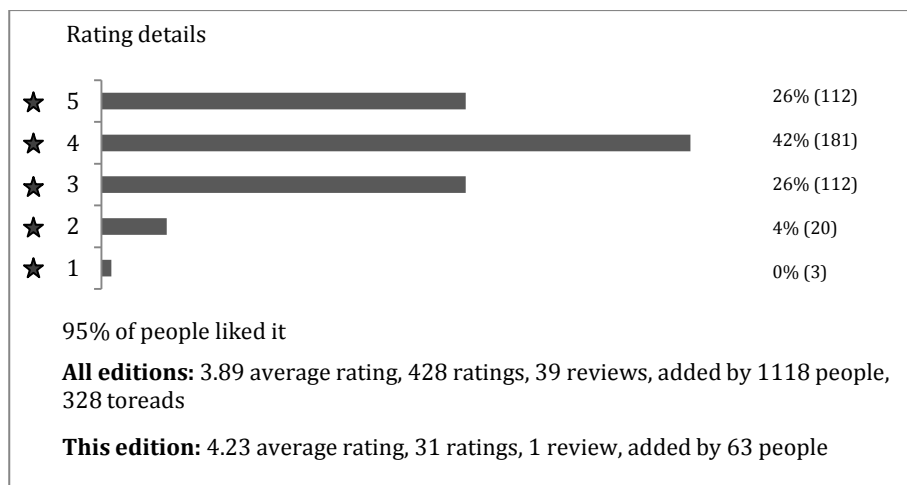 Rating details
5 26% (112)
4 42% (181)
3 26% (112)
2 4% (20)
1 0% (3)
95% of people liked it
All editions: 3.89 average rating, 428 ratings, 39 reviews, added by 1118 people,
328 toreads
This edition: 4.23 average rating, 31 ratings, 1 review, added by 63 people